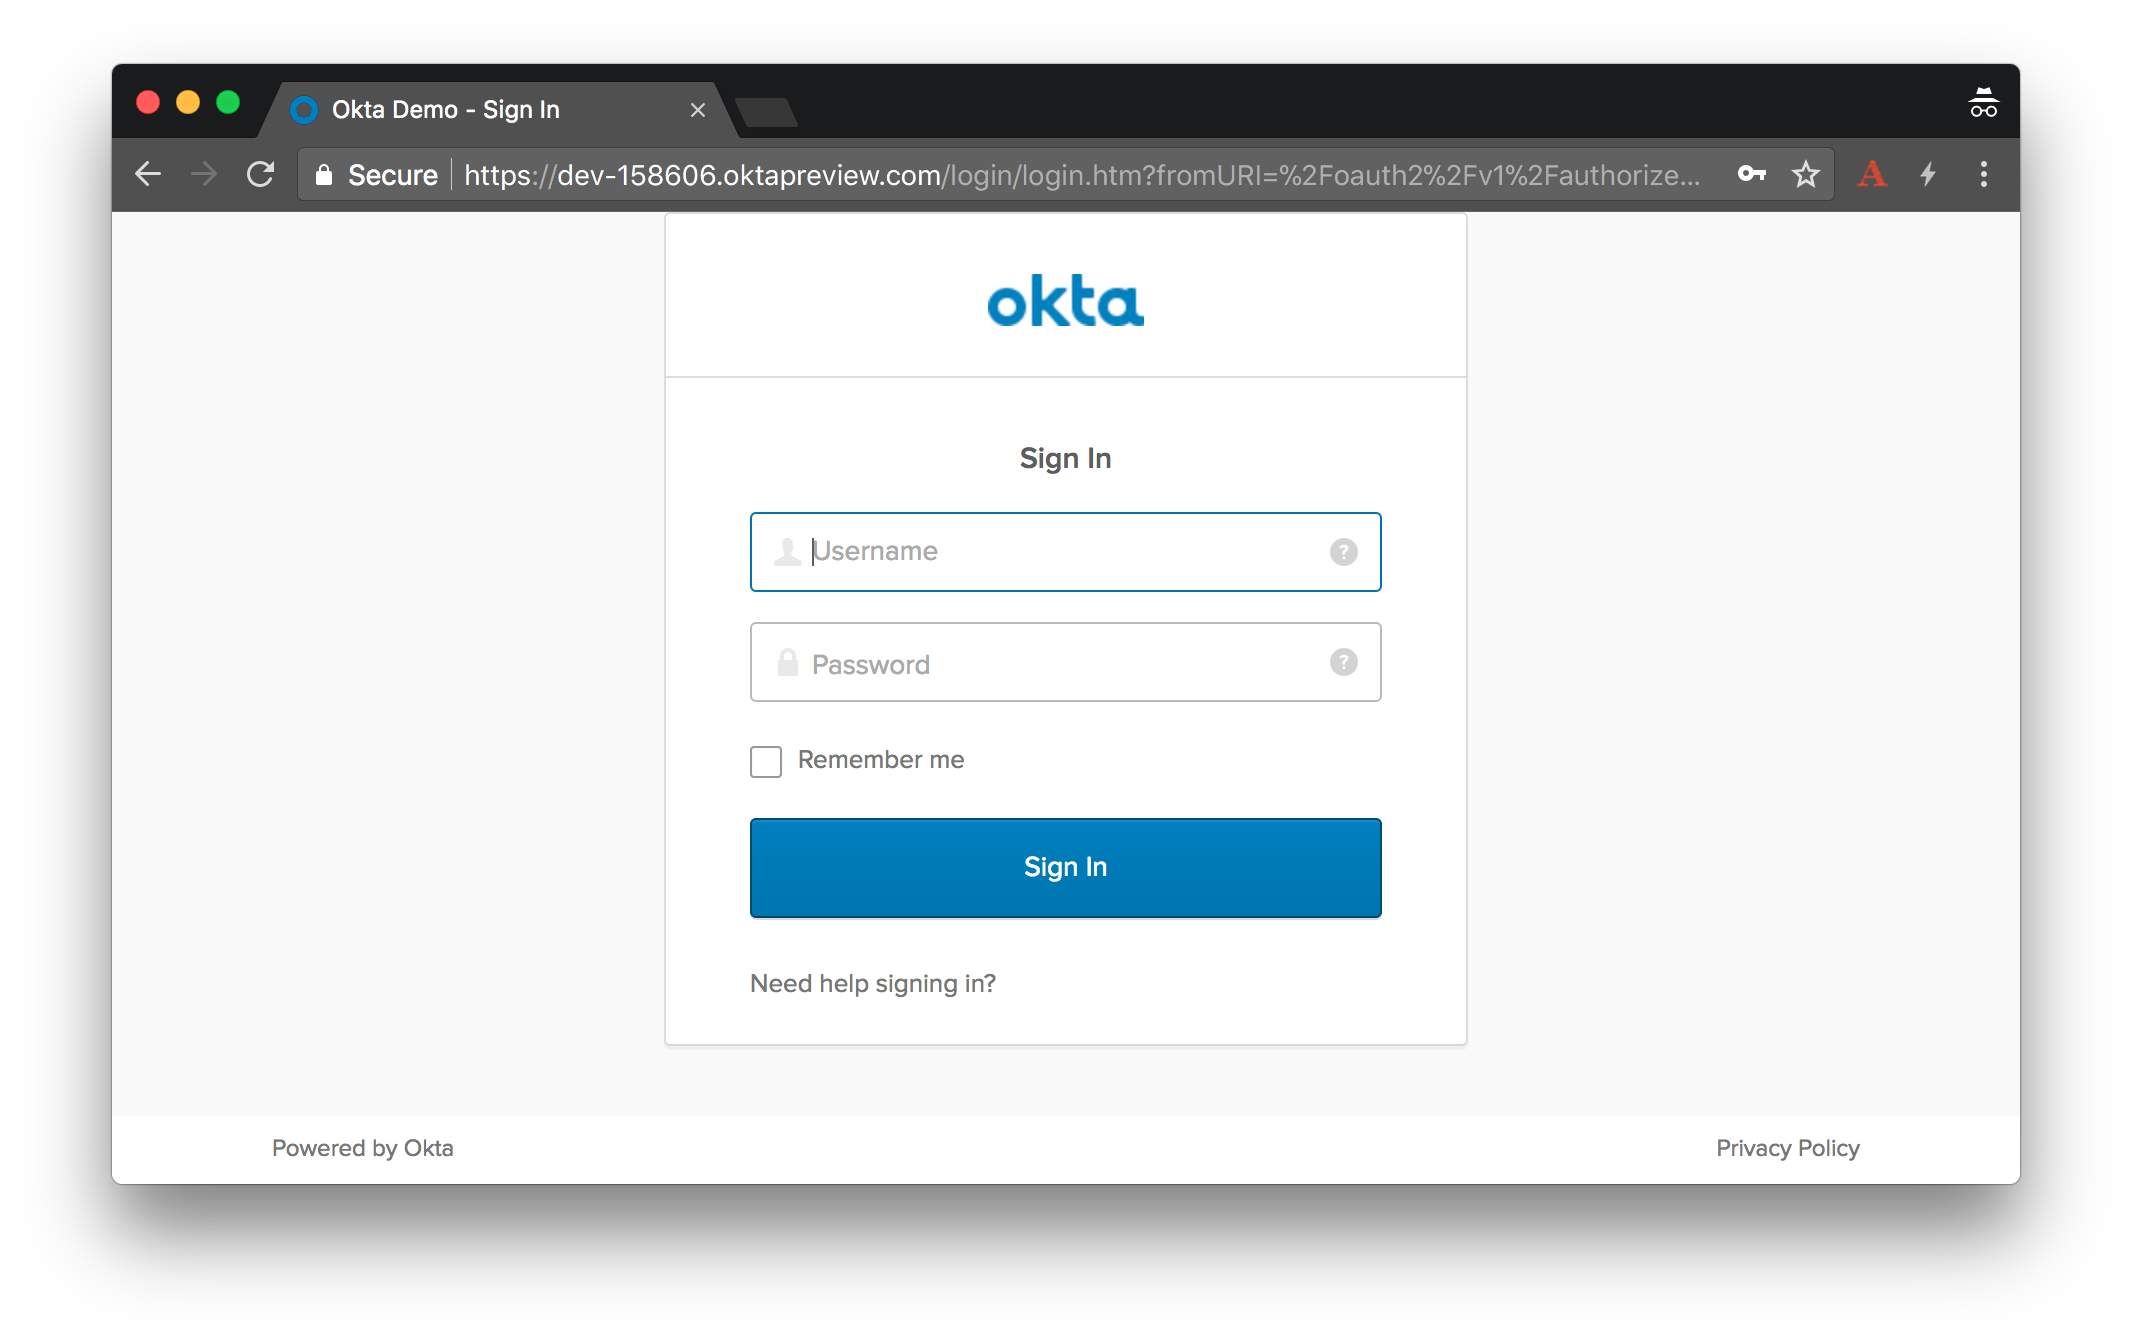 Okta Demo - Sign In
Secure https://dev-158606.oktapreview.com/login/login.htm?fromURI=%2Foauth2%2Fv1%2Fauthorize...
A
okta
Sign In
Username ?
Password ?
Remember me
Sign In
Need help signing in?
Powered by Okta
Privacy Policy